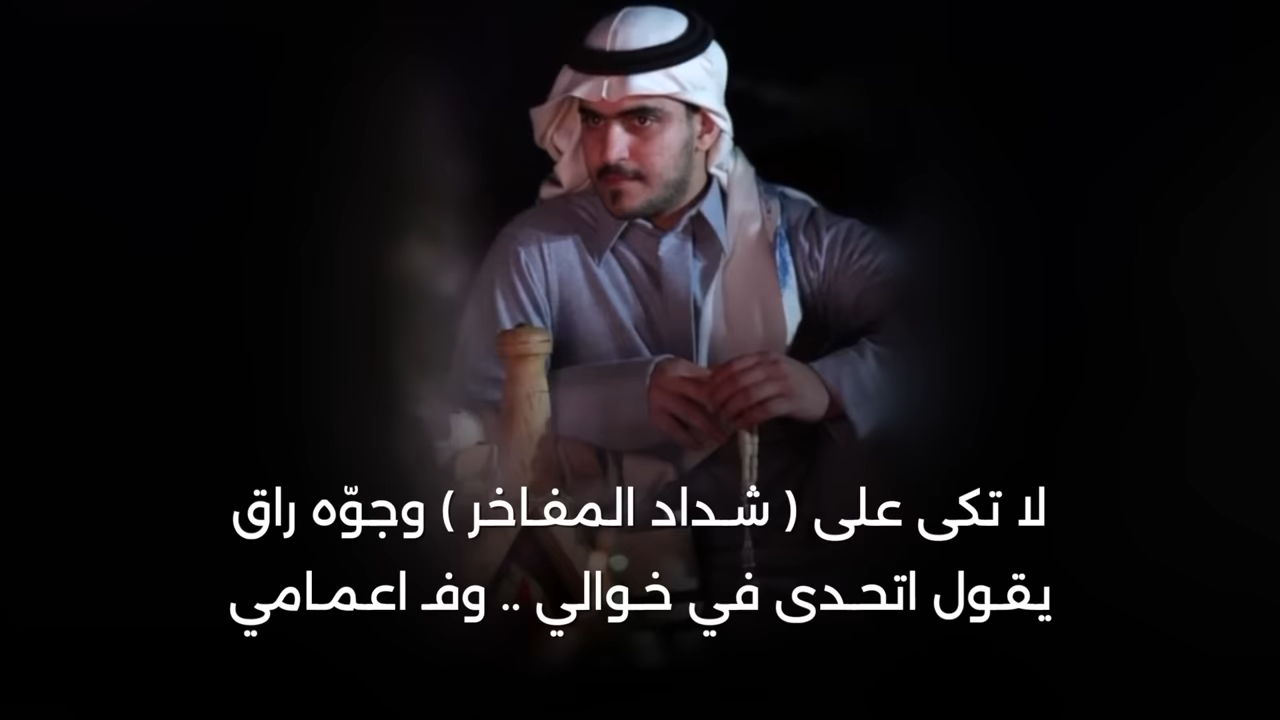 لا تكى على ( شداد المفاخر ) وجوّه راق
يقول اتحدى في خوالي .. وفـ اعمامي